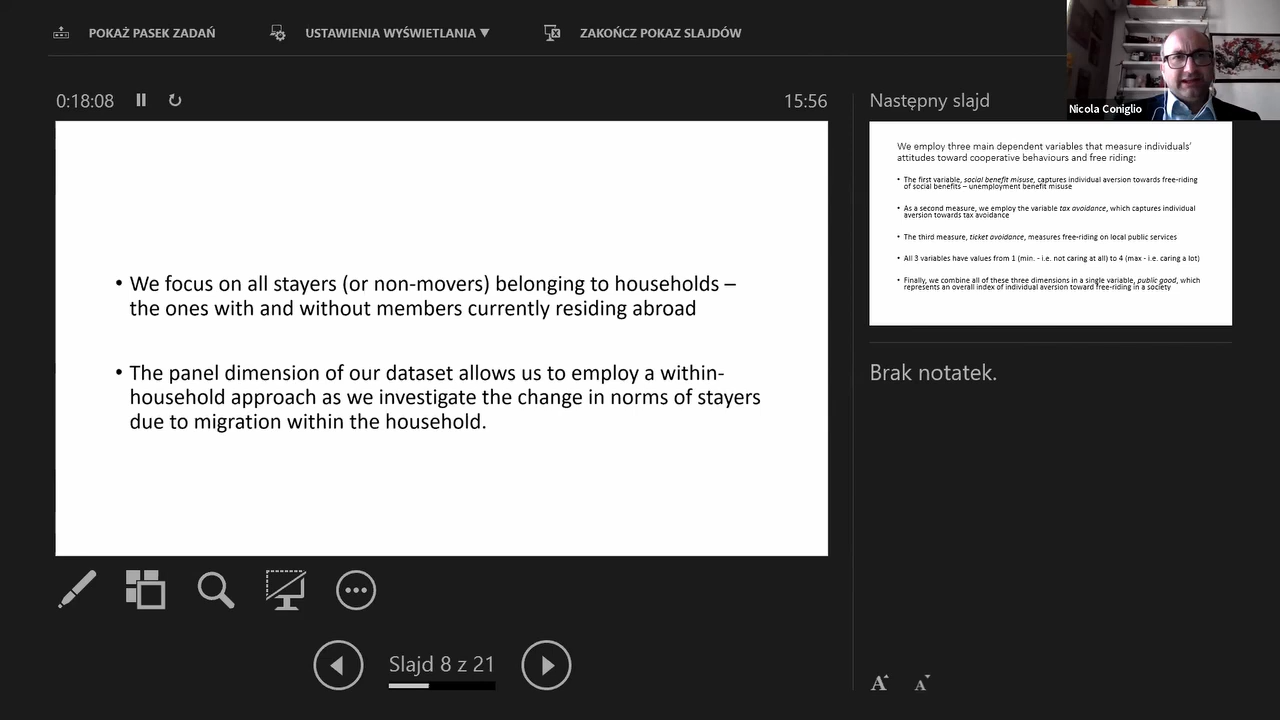 POKAŻ PASEK ZADAŃ
USTAWIENIA WYŚWIETLANIA ▼
ZAKOŃCZ POKAZ SLAJDÓW
0:18:08
15:56
• We focus on all stayers (or non-movers) belonging to households –
the ones with and without members currently residing abroad
• The panel dimension of our dataset allows us to employ a within-
household approach as we investigate the change in norms of stayers
due to migration within the household.
Slajd 8 z 21
Następny slajd
Nicola Coniglio
We employ three main dependent variables that measure individuals'
attitudes toward cooperative behaviours and free riding:
• The first variable, social benefit misuse, captures individual aversion towards free-riding
of social benefits – unemployment benefit misuse
• As a second measure, we employ the variable tax avoidance, which captures individual
aversion towards tax avoidance
• The third measure, ticket avoidance, measures free-riding on local public services
• All 3 variables have values from 1 (min. - i.e. not caring at all) to 4 (max - i.e. caring a lot)
• Finally, we combine all of these three dimensions in a single variable, public good, which
represents an overall index of individual aversion toward free-riding in a society
Brak notatek.
A A